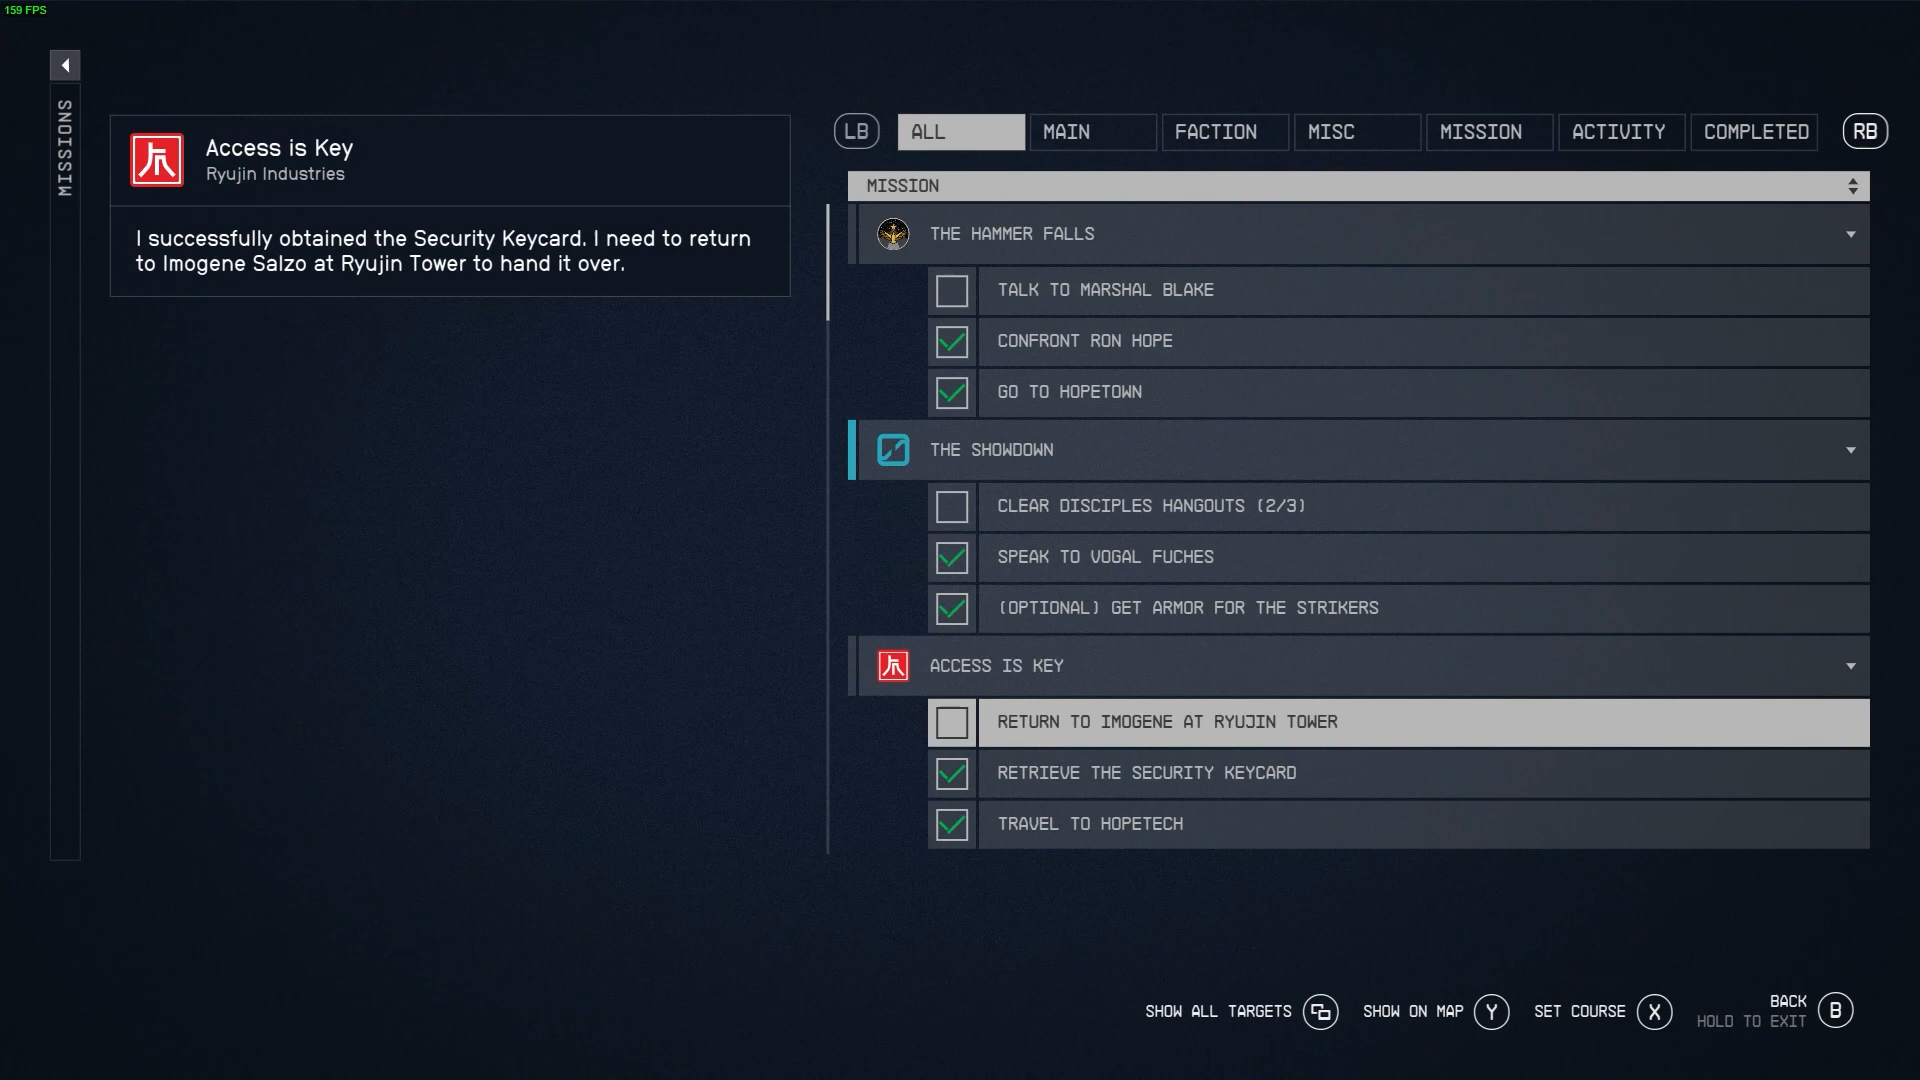 159 FPS
MISSIONS
Access is Key
Ryujin Industries
I successfully obtained the Security Keycard. I need to return
to Imogene Salzo at Ryujin Tower to hand it over.
LB
ALL
MAIN
FACTION
MISC
MISSION
ACTIVITY
COMPLETED
RB
MISSION
THE HAMMER FALLS
TALK TO MARSHAL BLAKE
CONFRONT RON HOPE
GO TO HOPETOWN
THE SHOWDOWN
CLEAR DISCIPLES HANGOUTS (2/3)
SPEAK TO VOGAL FUCHES
(OPTIONAL) GET ARMOR FOR THE STRIKERS
ACCESS IS KEY
RETURN TO IMOGENE AT RYUJIN TOWER
RETRIEVE THE SECURITY KEYCARD
TRAVEL TO HOPETECH
SHOW ALL TARGETS
SHOW ON MAP Y
SET COURSE X
BACK B
HOLD TO EXIT